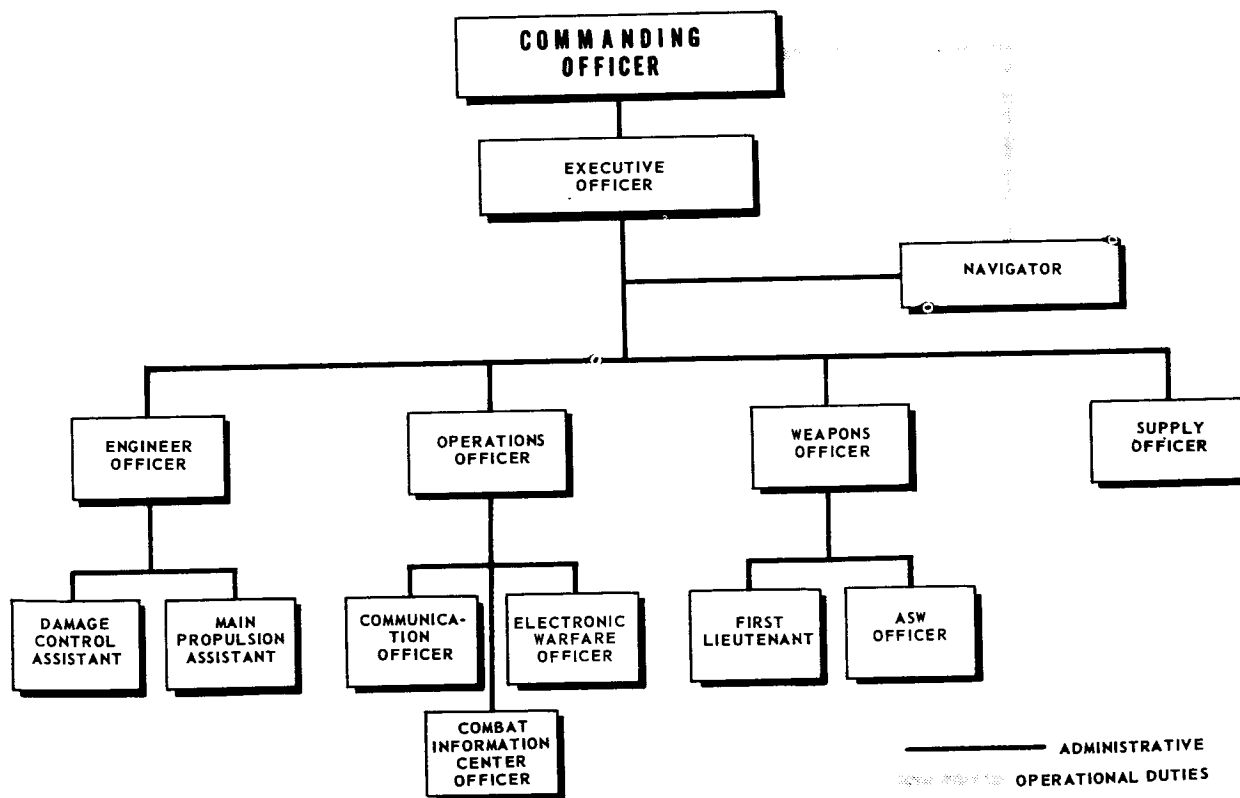 COMMANDING
OFFICER
EXECUTIVE
OFFICER
NAVIGATOR
ENGINEER
OFFICER
OPERATIONS
OFFICER
WEAPONS
OFFICER
SUPPLY
OFFICER
DAMAGE
CONTROL
ASSISTANT
MAIN
PROPULSION
ASSISTANT
COMMUNICA-
TION
OFFICER
ELECTRONIC
WARFARE
OFFICER
FIRST
LIEUTENANT
ASW
OFFICER
COMBAT
INFORMATION
CENTER
OFFICER
ADMINISTRATIVE
OPERATIONAL DUTIES